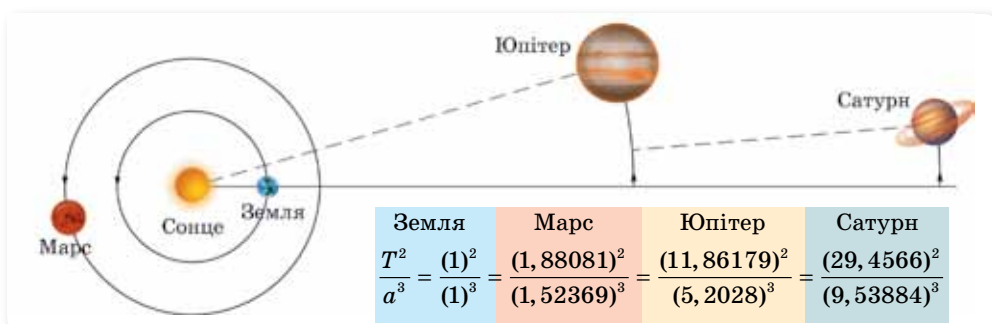 Юпітер
Сатурн
Сонце
Земля
Марс
Земля Марс Юпітер Сатурн
T²/a³ = (1)²/(1)³ = (1,88081)²/(1,52369)³ = (11,86179)²/(5,2028)³ = (29,4566)²/(9,53884)³